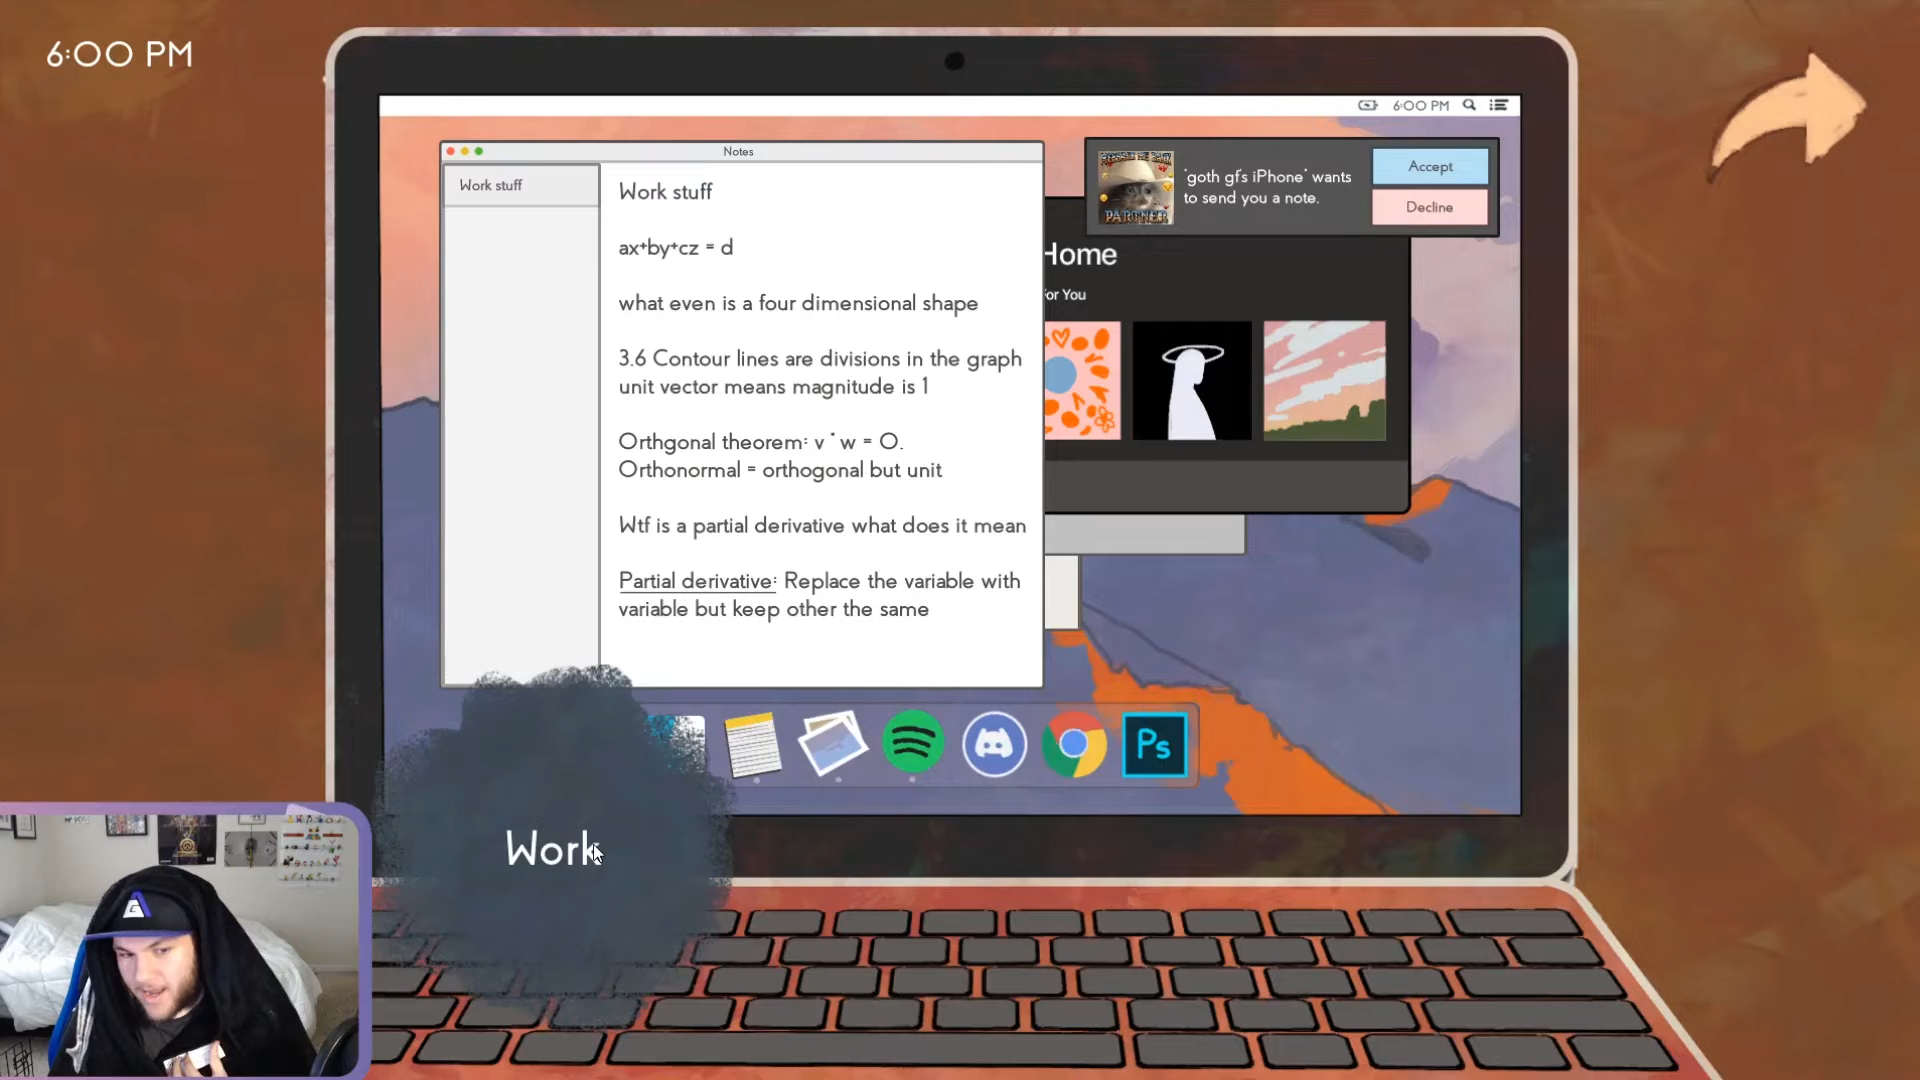 6:00 PM
6:00 PM
Notes
Work stuff
Work stuff
ax+by+cz = d
what even is a four dimensional shape
3.6 Contour lines are divisions in the graph
unit vector means magnitude is 1
Orthgonal theorem: v * w = 0.
Orthonormal = orthogonal but unit
Wtf is a partial derivative what does it mean
Partial derivative: Replace the variable with
variable but keep other the same
PARTNER
"goth gf's iPhone" wants
to send you a note.
Accept
Decline
Home
For You
Ps
Work